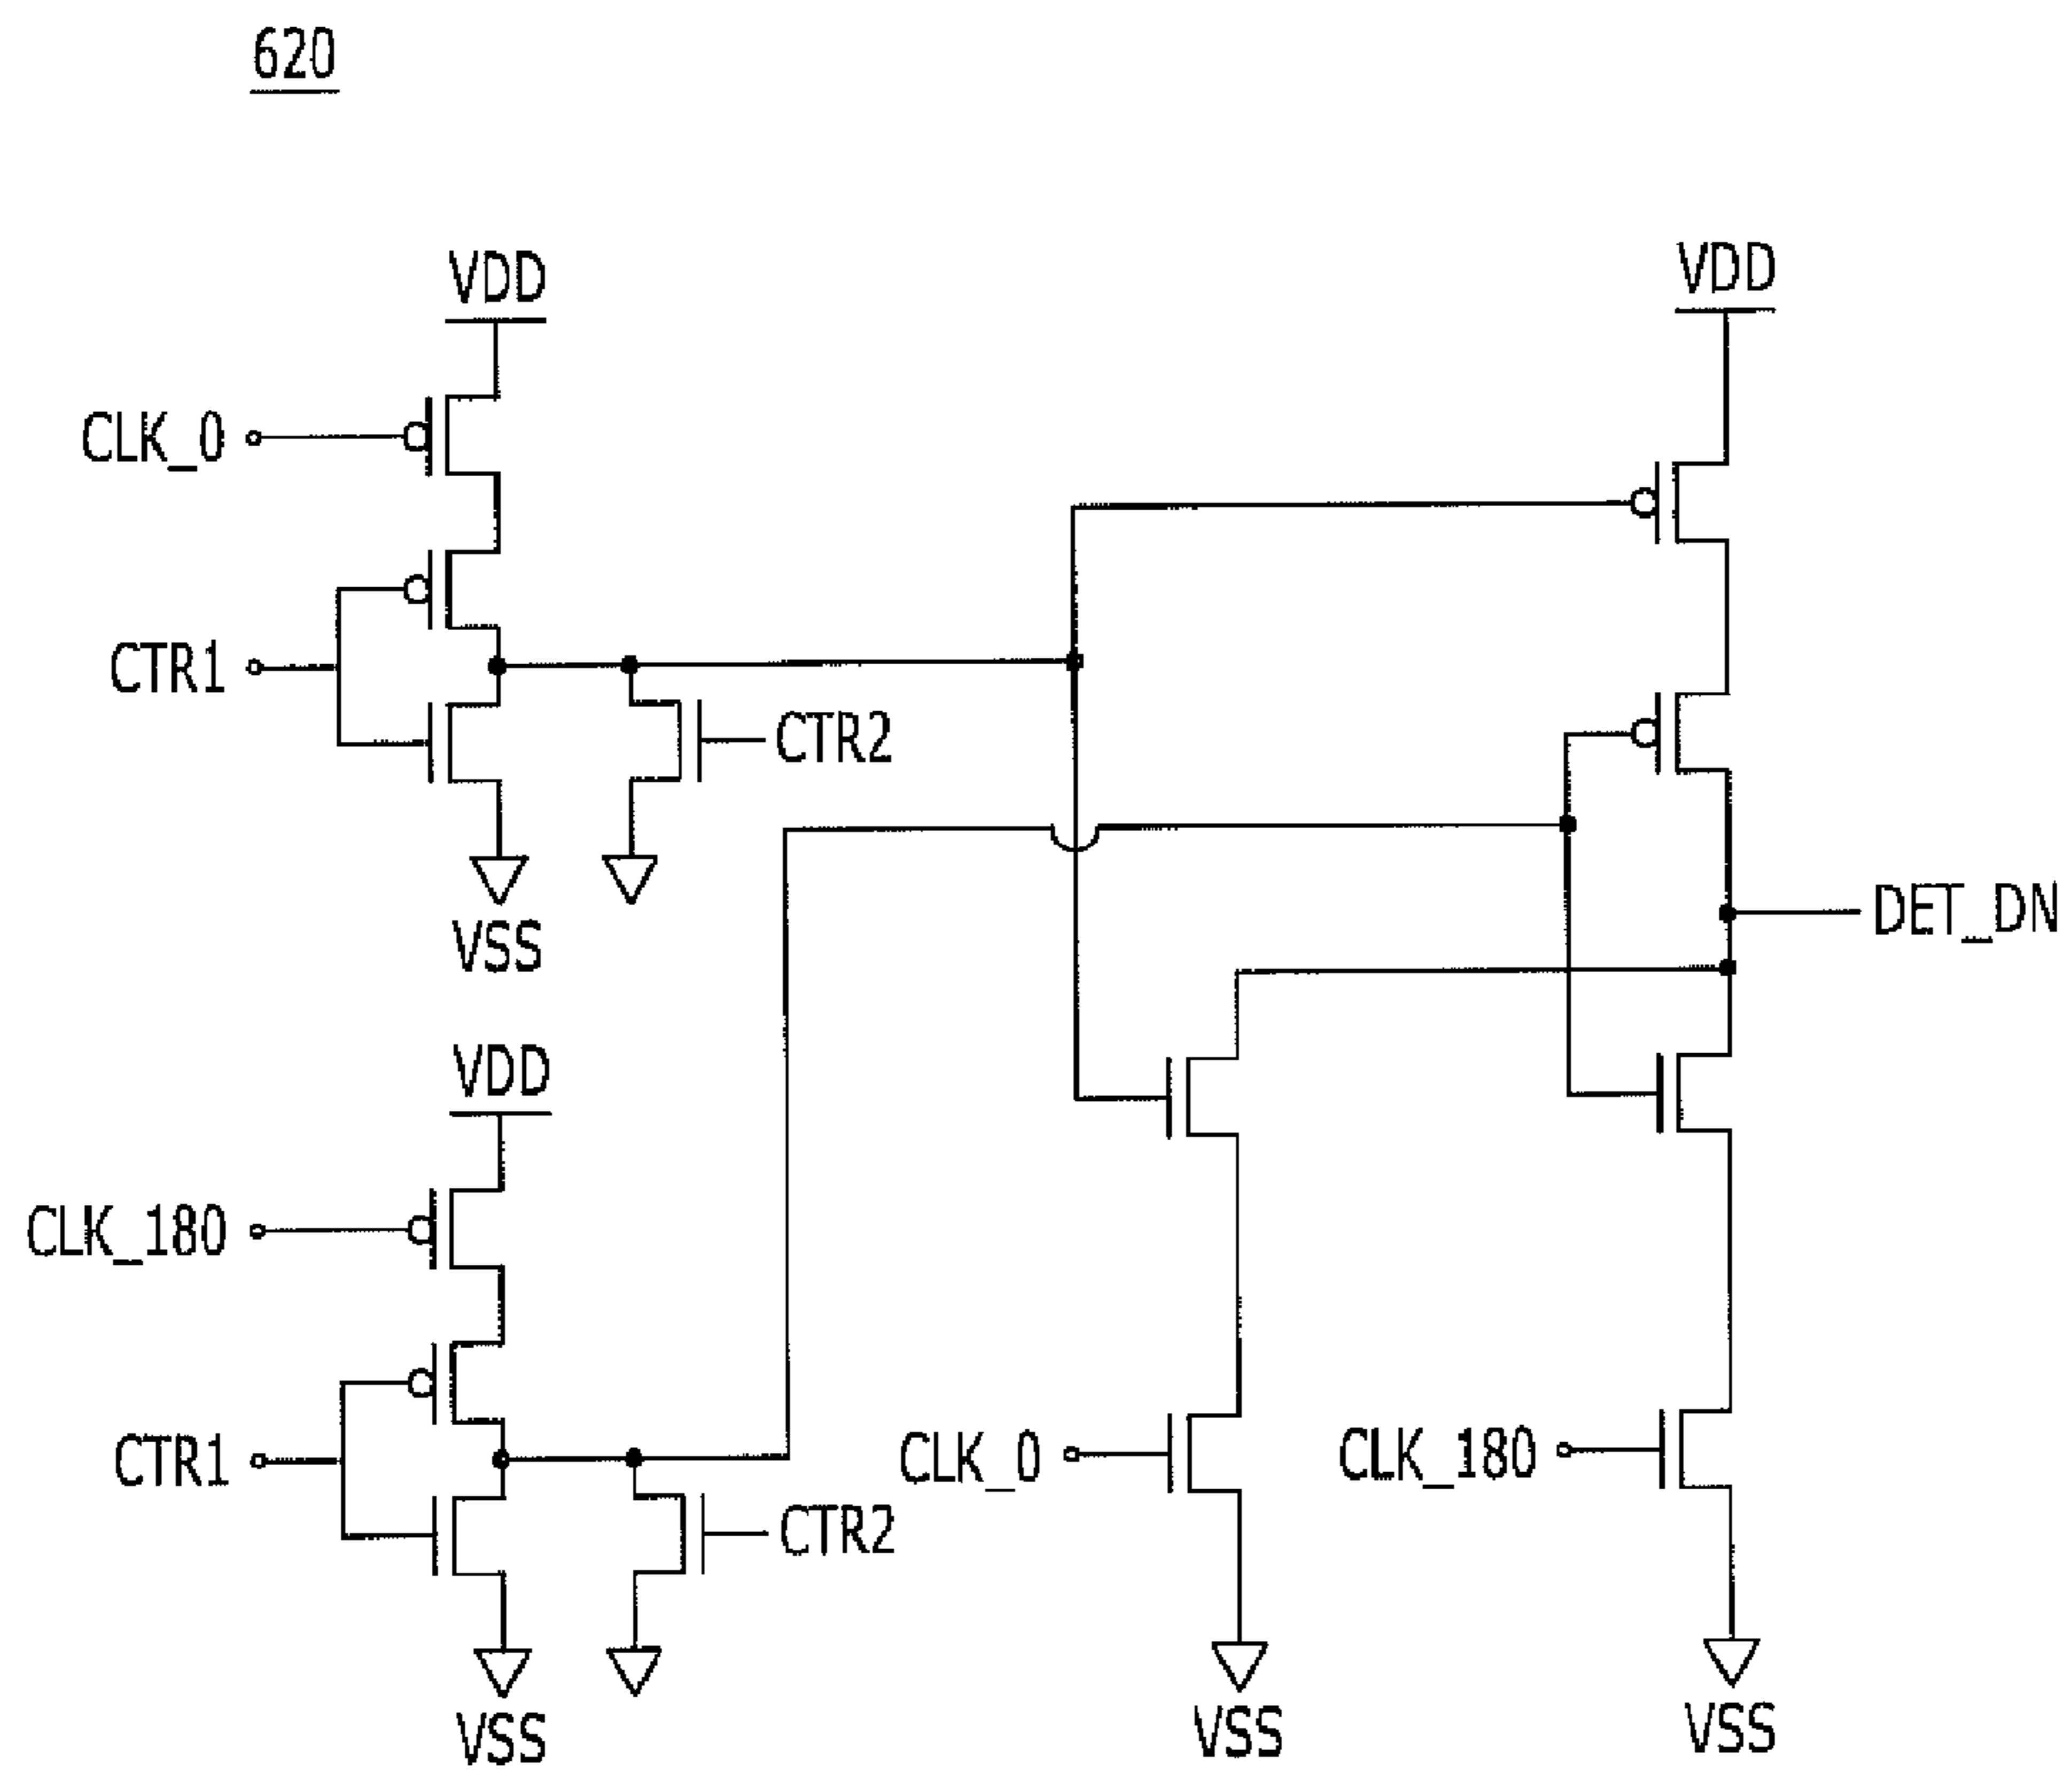 620
VDD
VDD
CLK_0
CTR1
CTR2
VSS
DET_DN
VDD
CLK_180
CTR1
CTR2
CLK_0
CLK_180
VSS
VSS
VSS